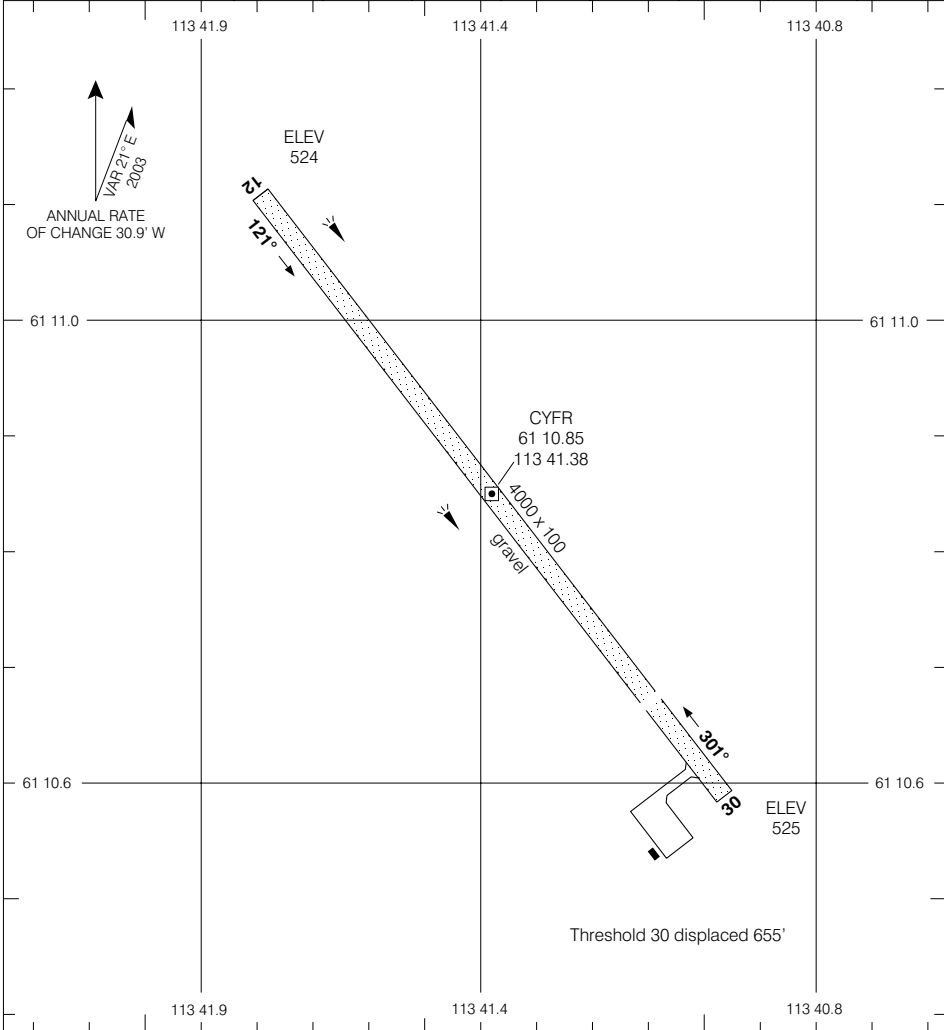 113 41.9
113 41.4
113 40.8
VAR 21° E
2003
ANNUAL RATE
OF CHANGE 30.9' W
ELEV
524
12
121°
61 11.0
61 11.0
CYFR
61 10.85
113 41.38
4000 x 100
gravel
301°
61 10.6
61 10.6
30
ELEV
525
Threshold 30 displaced 655'
113 41.9
113 41.4
113 40.8